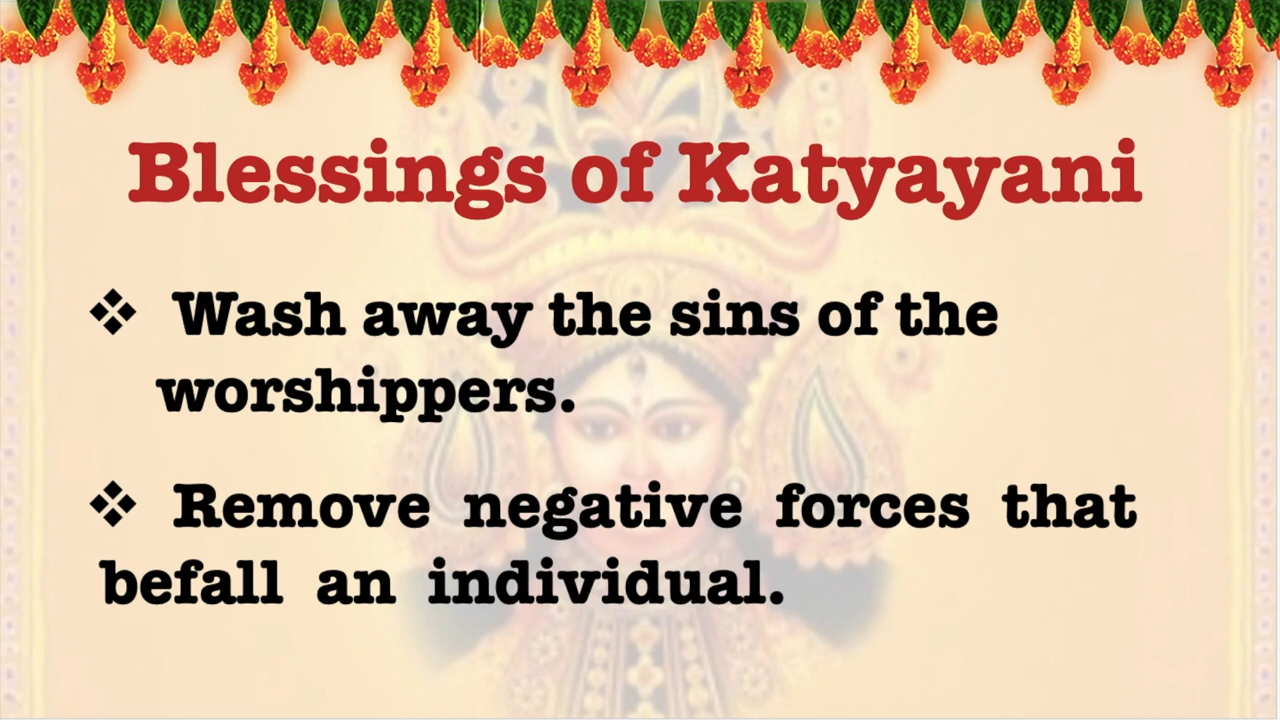 Blessings of Katyayani
❖ Wash away the sins of the
worshippers.
❖ Remove negative forces that
befall an individual.